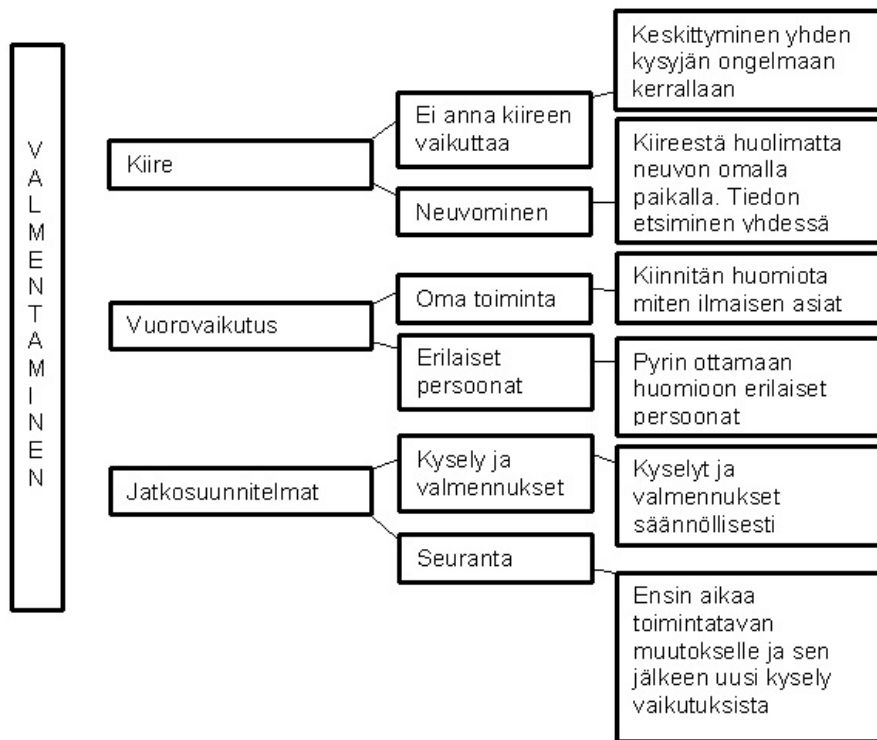 VALMENTAMINEN
Kiire
Ei anna kiireen
vaikuttaa
Keskittyminen yhden
kysyjän ongelmaan
kerrallaan
Neuvominen
Kiireestä huolimatta
neuvon omalla
paikalla. Tiedon
etsiminen yhdessä
Vuorovaikutus
Oma toiminta
Kiinnitän huomiota
miten ilmaisen asiat
Erilaiset
persoonat
Pyrin ottamaan
huomioon erilaiset
persoonat
Jatkosuunnitelmat
Kysely ja
valmennukset
Kyselyt ja
valmennukset
säännöllisesti
Seuranta
Ensin aikaa
toimintatavan
muutokselle ja sen
jälkeen uusi kysely
vaikutuksista